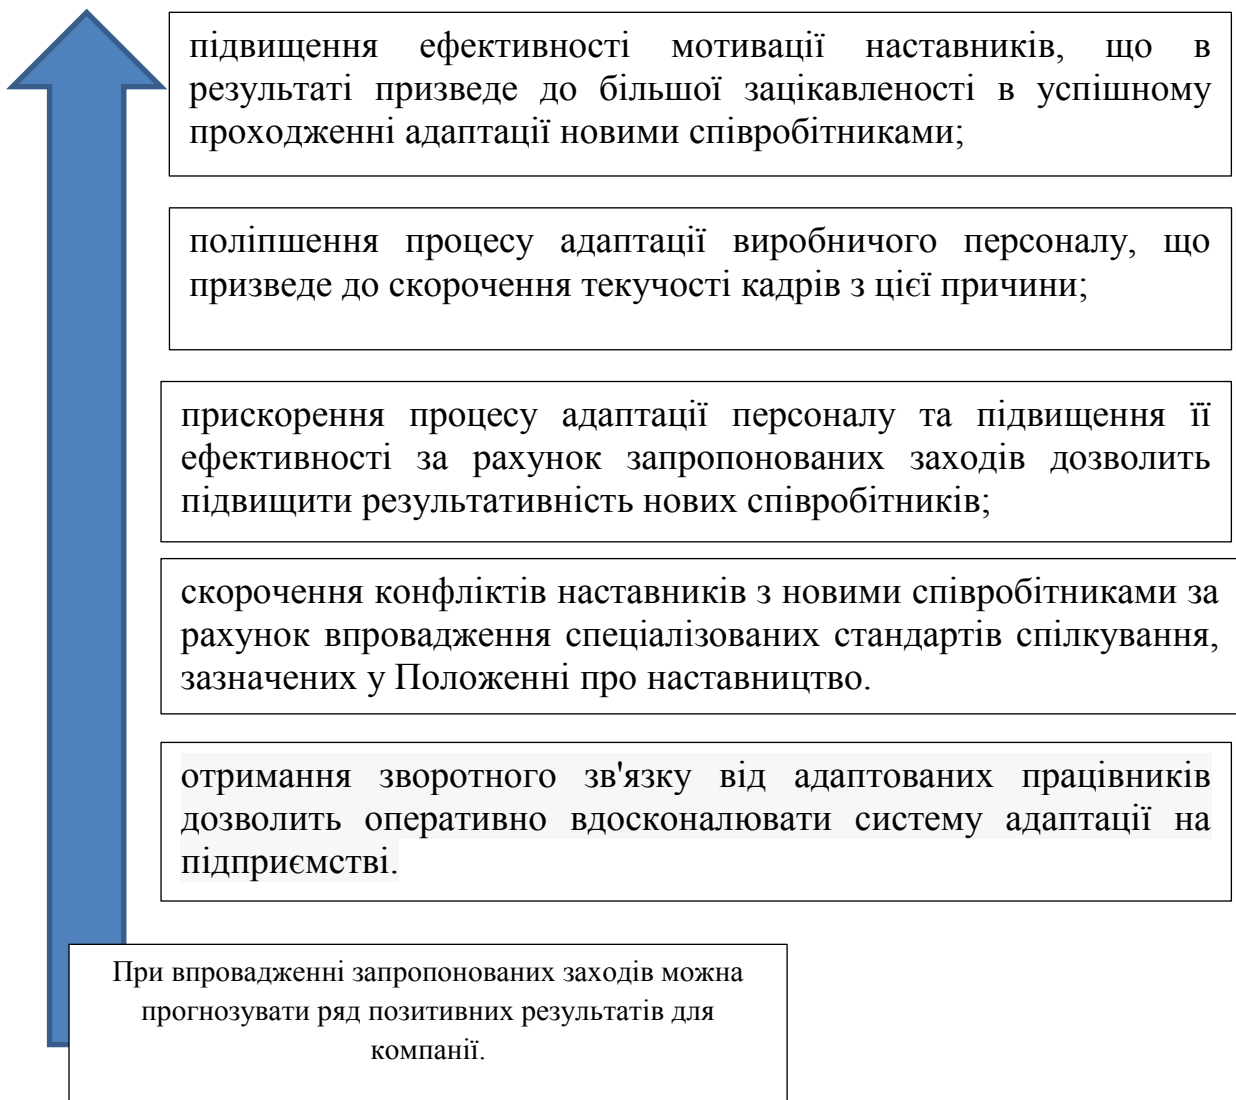 підвищення ефективності мотивації наставників, що в
результаті призведе до більшої зацікавленості в успішному
проходженні адаптації новими співробітниками;
поліпшення процесу адаптації виробничого персоналу, що
призведе до скорочення текучості кадрів з цієї причини;
прискорення процесу адаптації персоналу та підвищення її
ефективності за рахунок запропонованих заходів дозволить
підвищити результативність нових співробітників;
скорочення конфліктів наставників з новими співробітниками за
рахунок впровадження спеціалізованих стандартів спілкування,
зазначених у Положенні про наставництво.
отримання зворотного зв'язку від адаптованих працівників
дозволить оперативно вдосконалювати систему адаптації на
підприємстві.
При впровадженні запропонованих заходів можна
прогнозувати ряд позитивних результатів для
компанії.